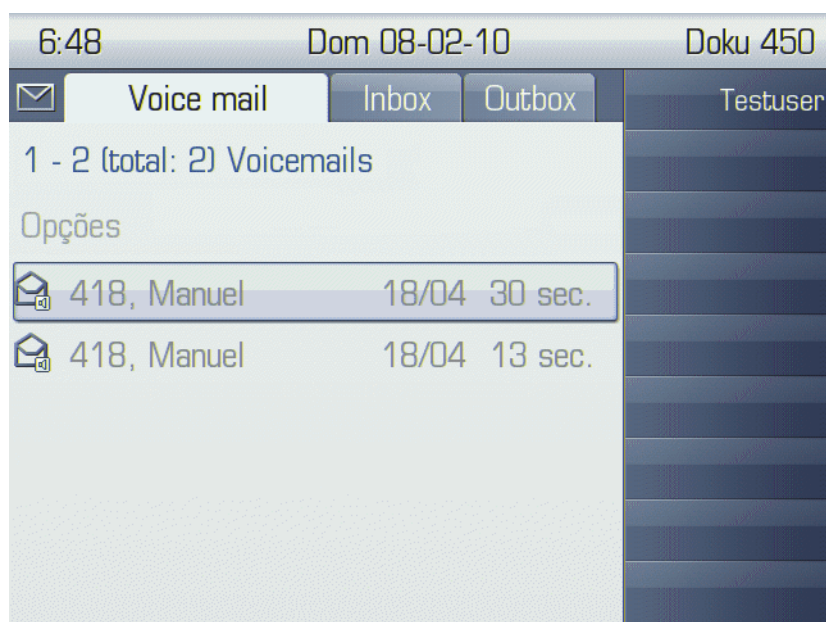 6:48 Dom 08-02-10 Doku 450
Voice mail Inbox Outbox Testuser
1 - 2 (total: 2) Voicemails
Opções
418, Manuel 18/04 30 sec.
418, Manuel 18/04 13 sec.